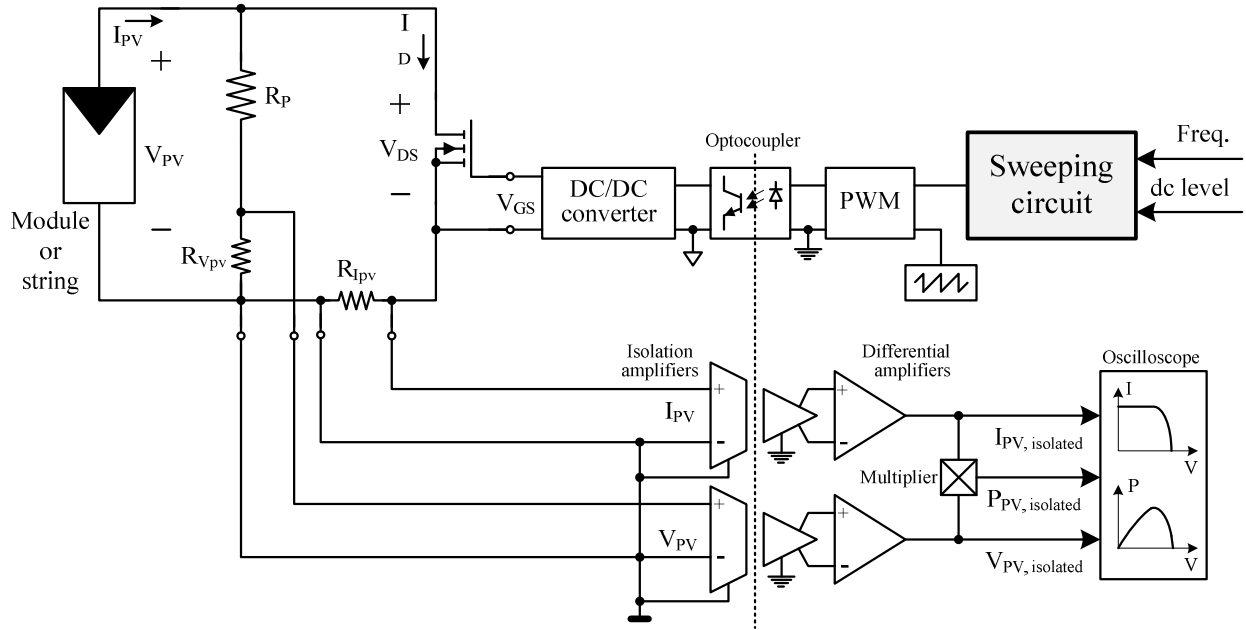 I
I_PV
D
+
+
R_P
Optocoupler
Freq.
V_PV
V_DS
Sweeping
circuit
DC/DC
converter
PWM
dc level
−
V_GS
Module
or
string
−
R_Vpv
R_Ipv
Isolation
amplifiers
Differential
amplifiers
Oscilloscope
+
+
I
I_PV
I_PV, isolated
-
-
V
Multiplier
P_PV, isolated
P
+
+
V_PV
V_PV, isolated
-
-
V